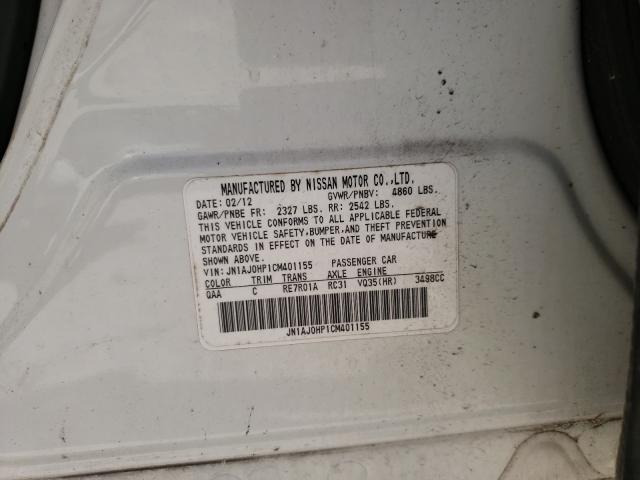 MANUFACTURED BY NISSAN MOTOR CO.,LTD.
DATE: 02/12 GVWR/PNBV: 4860 LBS.
GAWR/PNBE FR: 2327 LBS. RR: 2542 LBS.
THIS VEHICLE CONFORMS TO ALL APPLICABLE FEDERAL
MOTOR VEHICLE SAFETY,BUMPER,AND THEFT PREVENTION
STANDARDS IN EFFECT ON THE DATE OF MANUFACTURE
SHOWN ABOVE.
VIN: JN1AJ0HP1CM401155 PASSENGER CAR
COLOR TRIM TRANS AXLE ENGINE
QAA C RE7R01A RC31 VQ35(HR) 3498CC
JN1AJ0HP1CM401155